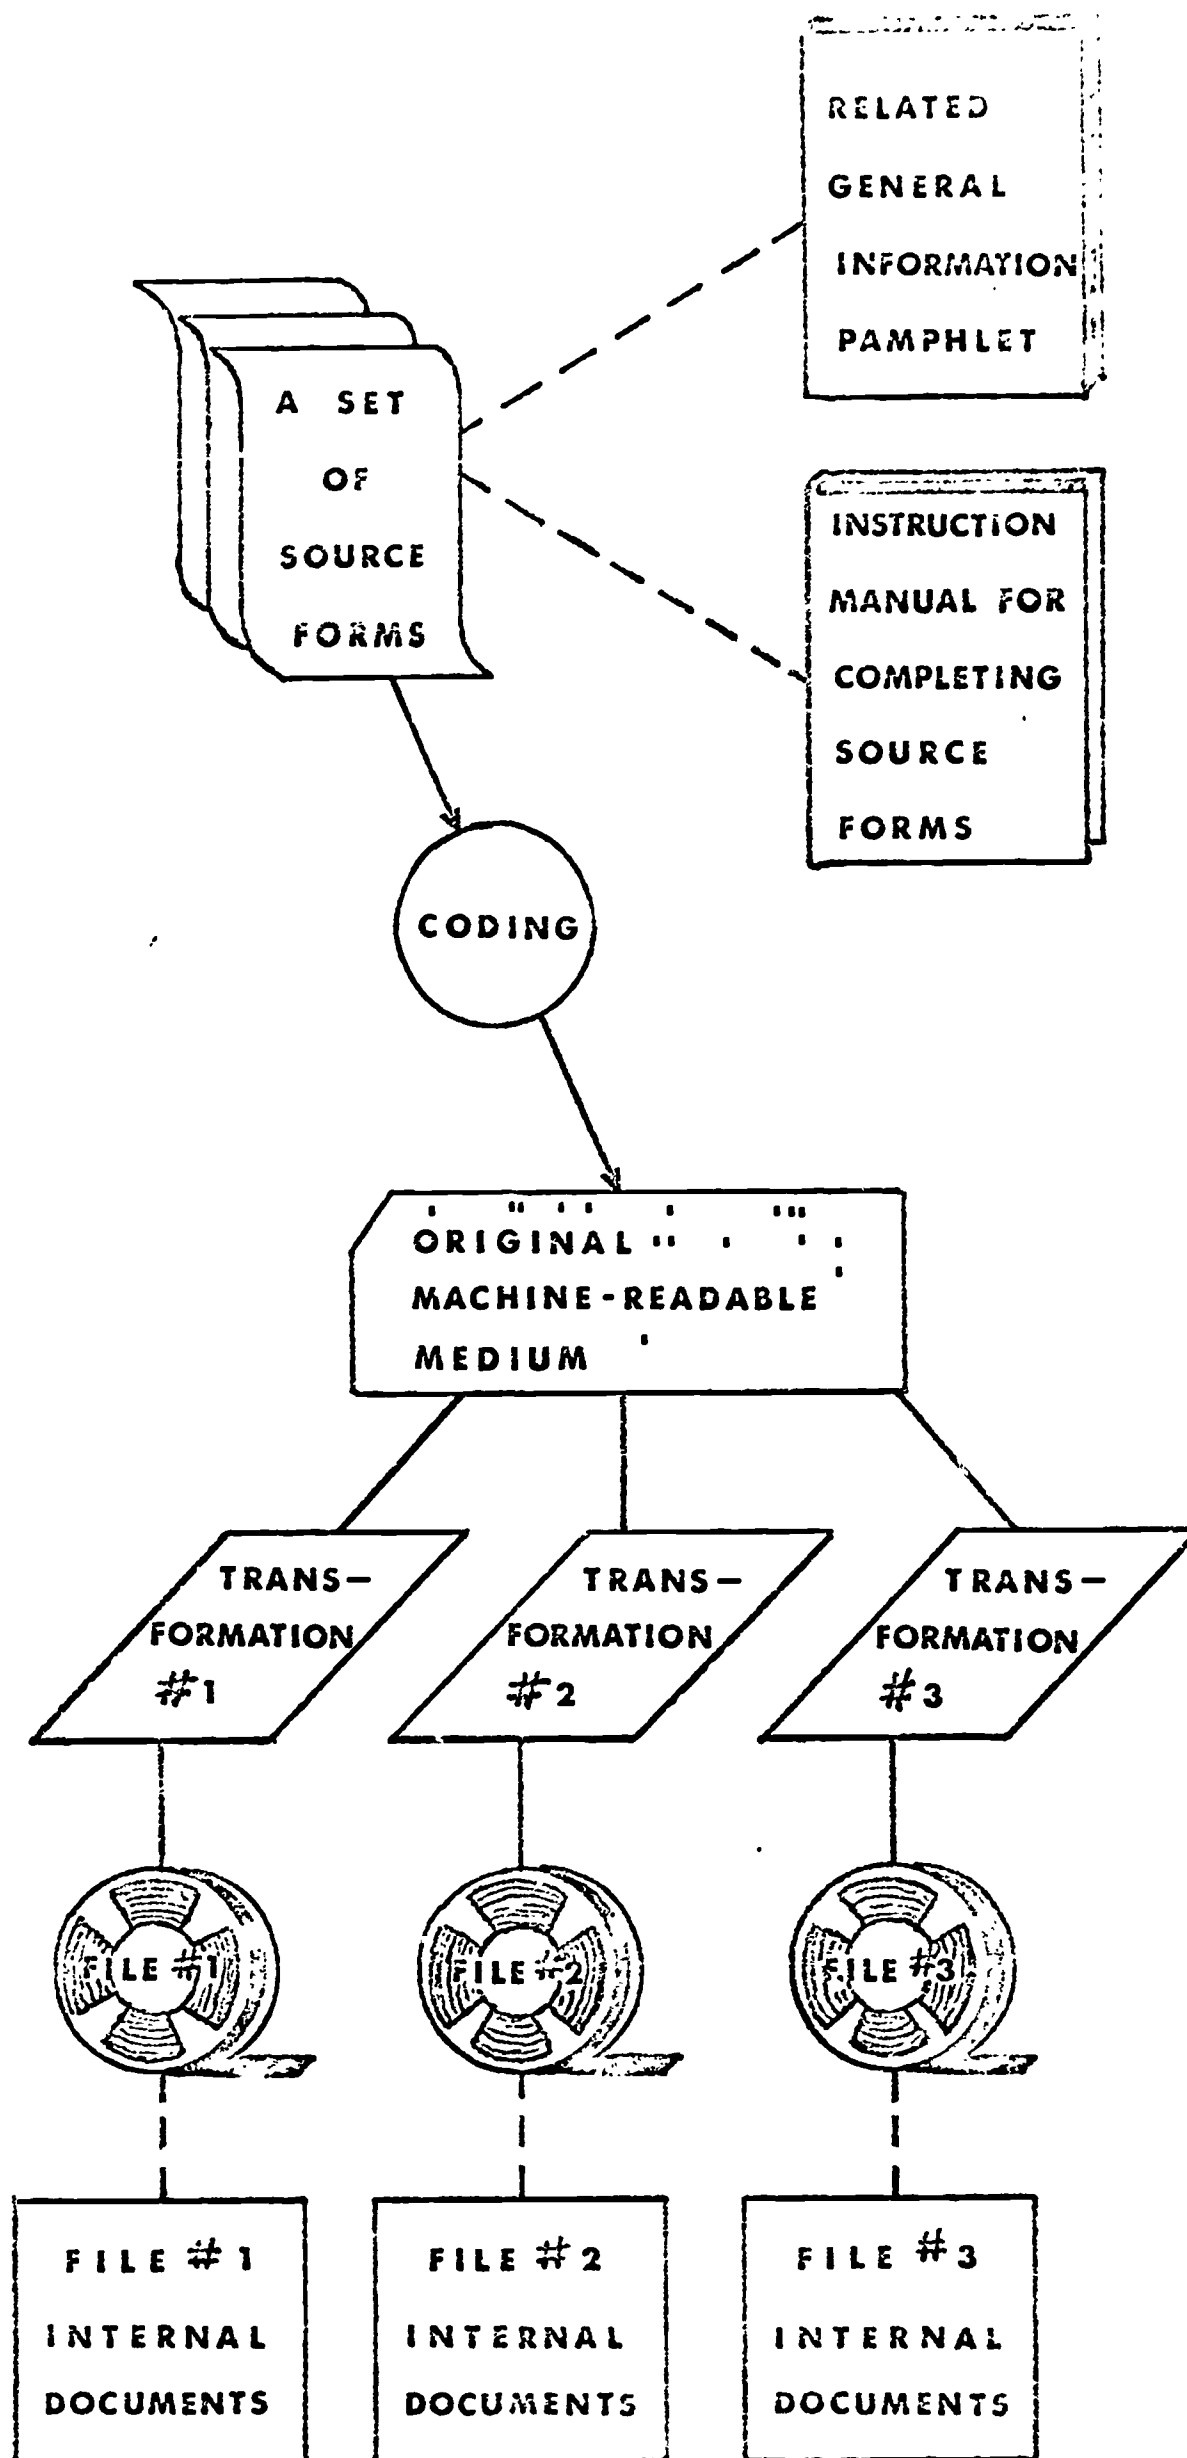 RELATED
GENERAL
INFORMATION
PAMPHLET
A SET
OF
SOURCE
FORMS
INSTRUCTION
MANUAL FOR
COMPLETING
SOURCE
FORMS
CODING
ORIGINAL
MACHINE-READABLE
MEDIUM
TRANS-
FORMATION
#1
TRANS-
FORMATION
#2
TRANS-
FORMATION
#3
FILE #1
FILE #2
FILE #3
FILE #1
INTERNAL
DOCUMENTS
FILE #2
INTERNAL
DOCUMENTS
FILE #3
INTERNAL
DOCUMENTS